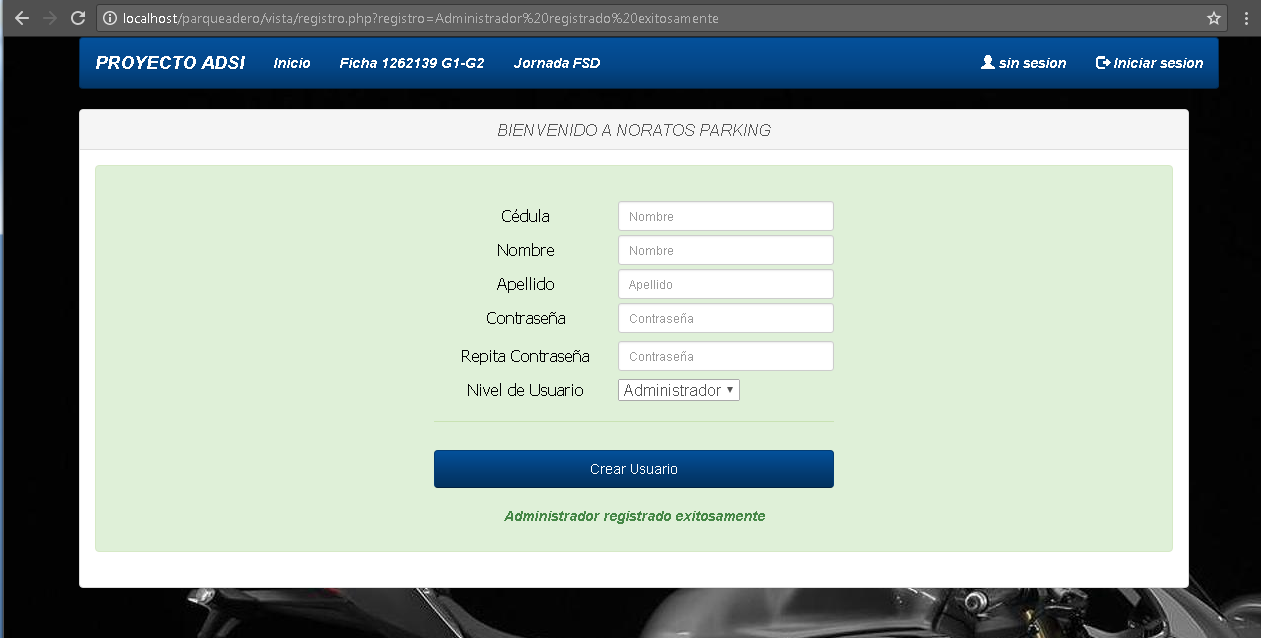 localhost/parqueadero/vista/registro.php?registro=Administrador%20registrado%20exitosamente
PROYECTO ADSI Inicio Ficha 1262139 G1-G2 Jornada FSD sin sesion Iniciar sesion
BIENVENIDO A NORATOS PARKING
Cédula Nombre
Nombre Nombre
Apellido Apellido
Contraseña Contraseña
Repita Contraseña Contraseña
Nivel de Usuario Administrador
Crear Usuario
Administrador registrado exitosamente